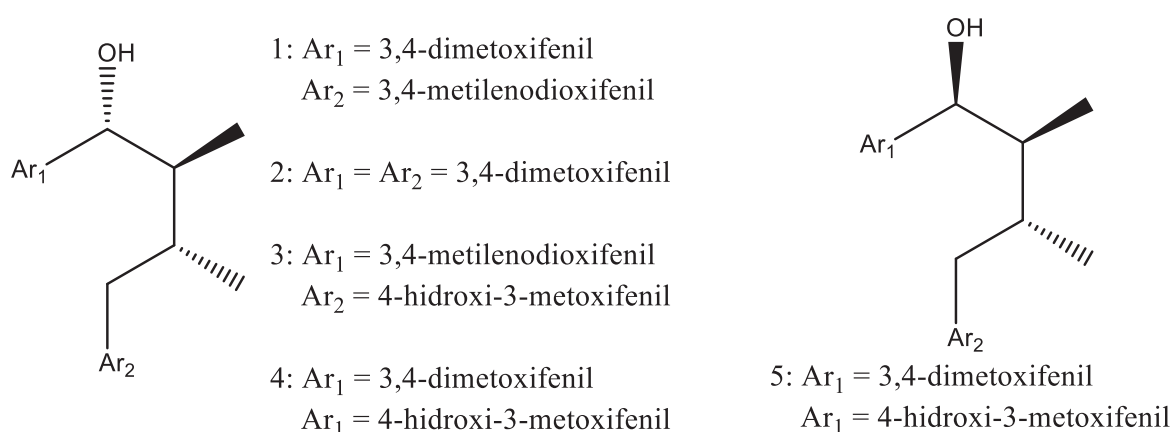 OH
Ar₁
Ar₂
1: Ar₁ = 3,4-dimetoxifenil
Ar₂ = 3,4-metilenodioxifenil
2: Ar₁ = Ar₂ = 3,4-dimetoxifenil
3: Ar₁ = 3,4-metilenodioxifenil
Ar₂ = 4-hidroxi-3-metoxifenil
4: Ar₁ = 3,4-dimetoxifenil
Ar₁ = 4-hidroxi-3-metoxifenil
OH
Ar₁
Ar₂
5: Ar₁ = 3,4-dimetoxifenil
Ar₁ = 4-hidroxi-3-metoxifenil